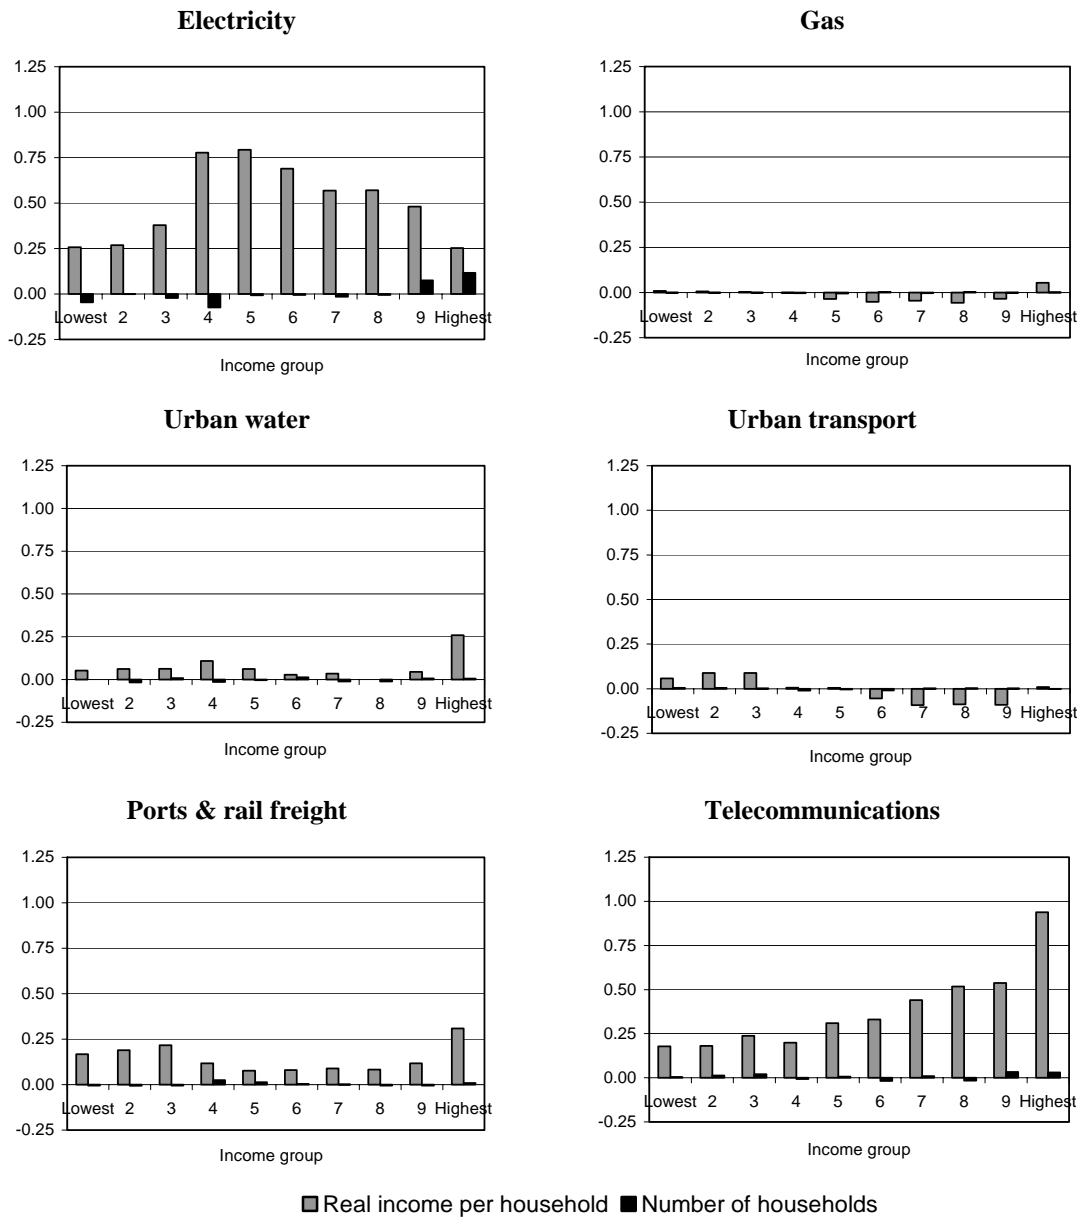 Electricity
1.25
1.00
0.75
0.50
0.25
0.00
-0.25
Lowest 2 3 4 5 6 7 8 9 Highest
Income group
Gas
1.25
1.00
0.75
0.50
0.25
0.00
-0.25
Lowest 2 3 4 5 6 7 8 9 Highest
Income group
Urban water
1.25
1.00
0.75
0.50
0.25
0.00
-0.25
Lowest 2 3 4 5 6 7 8 9 Highest
Income group
Urban transport
1.25
1.00
0.75
0.50
0.25
0.00
-0.25
Lowest 2 3 4 5 6 7 8 9 Highest
Income group
Ports & rail freight
1.25
1.00
0.75
0.50
0.25
0.00
-0.25
Lowest 2 3 4 5 6 7 8 9 Highest
Income group
Telecommunications
1.25
1.00
0.75
0.50
0.25
0.00
-0.25
Lowest 2 3 4 5 6 7 8 9 Highest
Income group
Real income per household Number of households